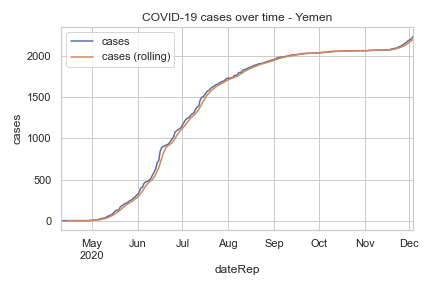 COVID-19 cases over time - Yemen
cases
cases (rolling)
2000
1500
1000
500
0
cases
May
2020
Jun
Jul
Aug
Sep
Oct
Nov
Dec
dateRep